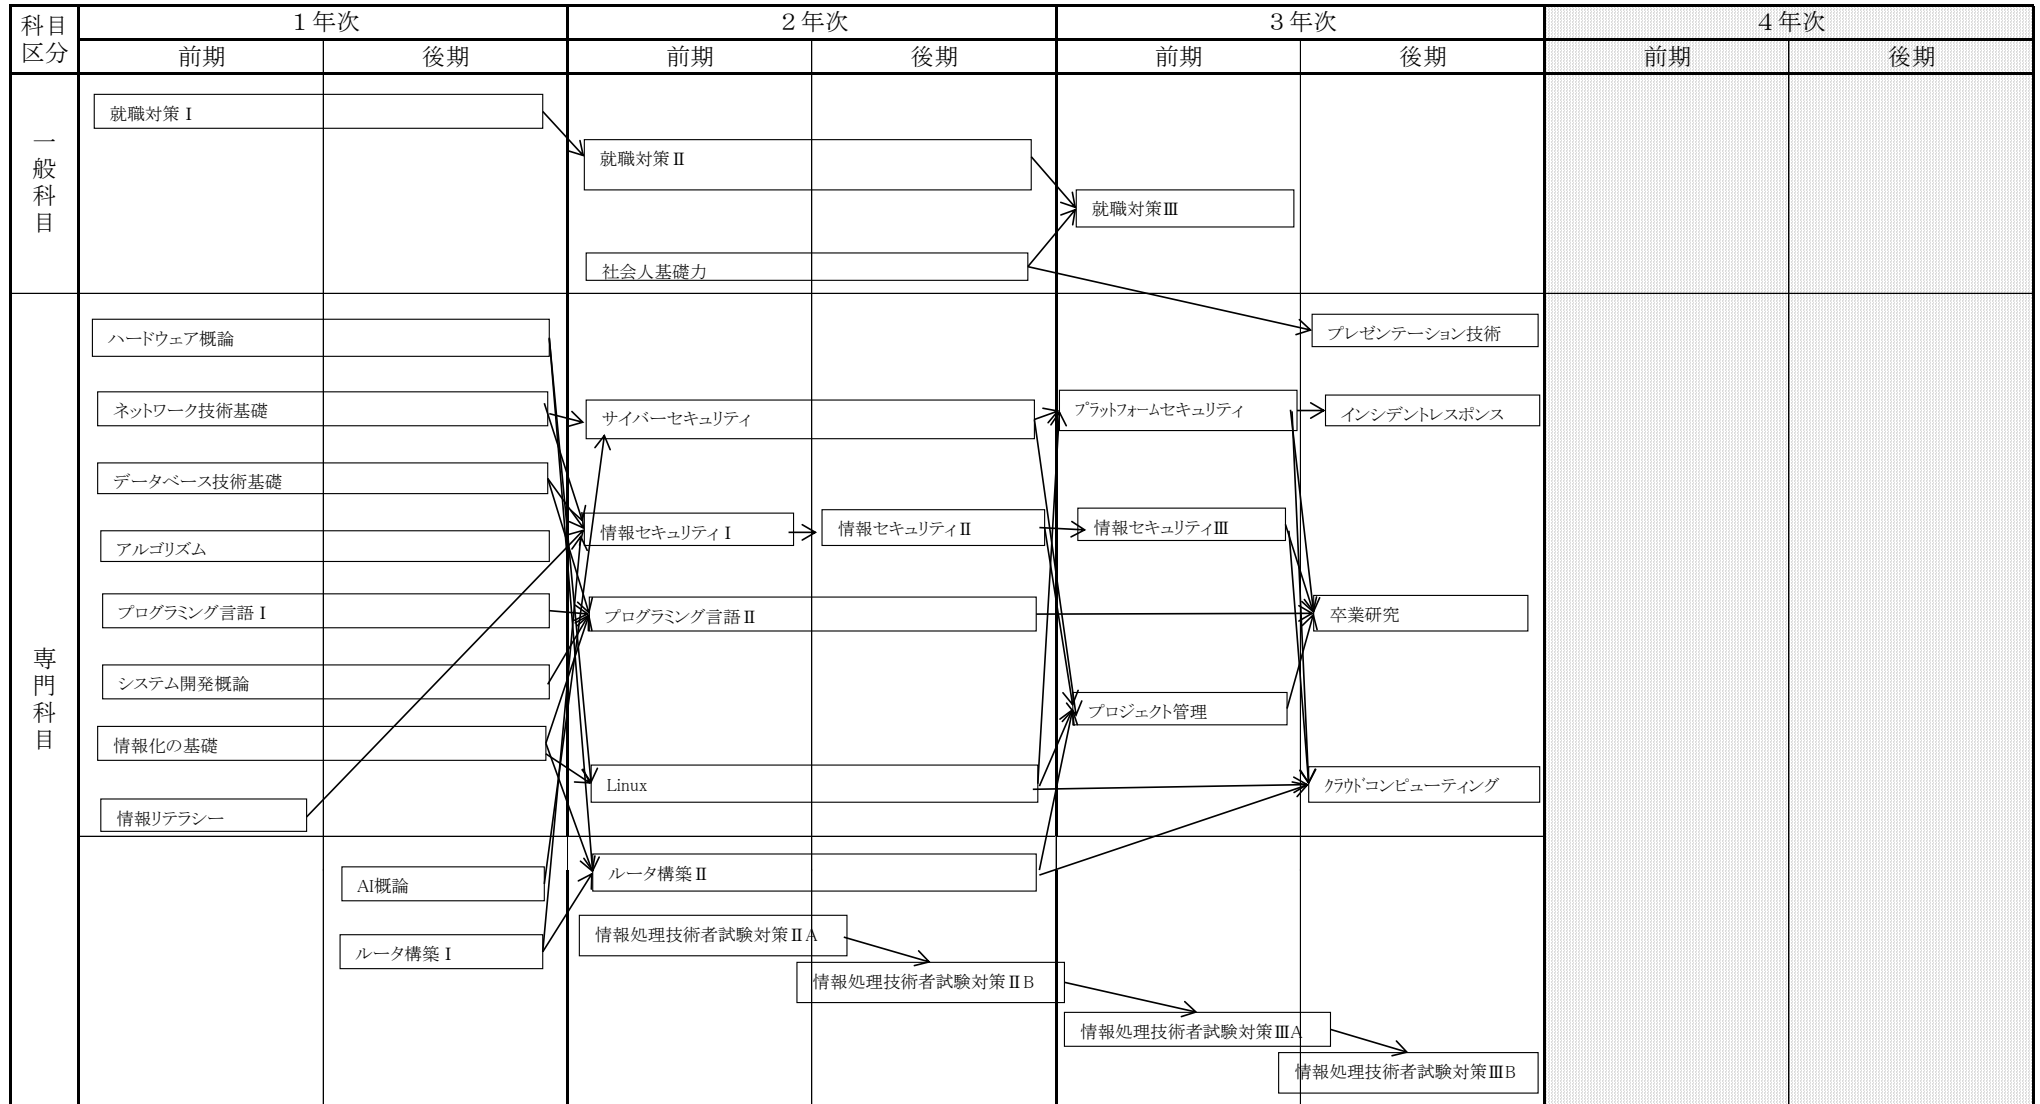 科目
区分
１年次
２年次
３年次
４年次
前期
後期
前期
後期
前期
後期
前期
後期
一般科目
就職対策Ⅰ
就職対策Ⅱ
就職対策Ⅲ
社会人基礎力
専門科目
ハードウェア概論
プレゼンテーション技術
ネットワーク技術基礎
サイバーセキュリティ
プラットフォームセキュリティ
インシデントレスポンス
データベース技術基礎
アルゴリズム
情報セキュリティⅠ
情報セキュリティⅡ
情報セキュリティⅢ
プログラミング言語Ⅰ
プログラミング言語Ⅱ
卒業研究
システム開発概論
プロジェクト管理
情報化の基礎
Linux
クラウドコンピューティング
情報リテラシー
AI概論
ルータ構築Ⅱ
ルータ構築Ⅰ
情報処理技術者試験対策ⅡA
情報処理技術者試験対策ⅡB
情報処理技術者試験対策ⅢA
情報処理技術者試験対策ⅢB